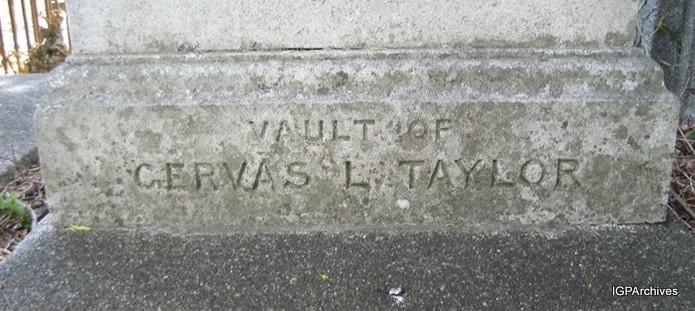 VAULT OF
GERVAS L TAYLOR
IGPArchives